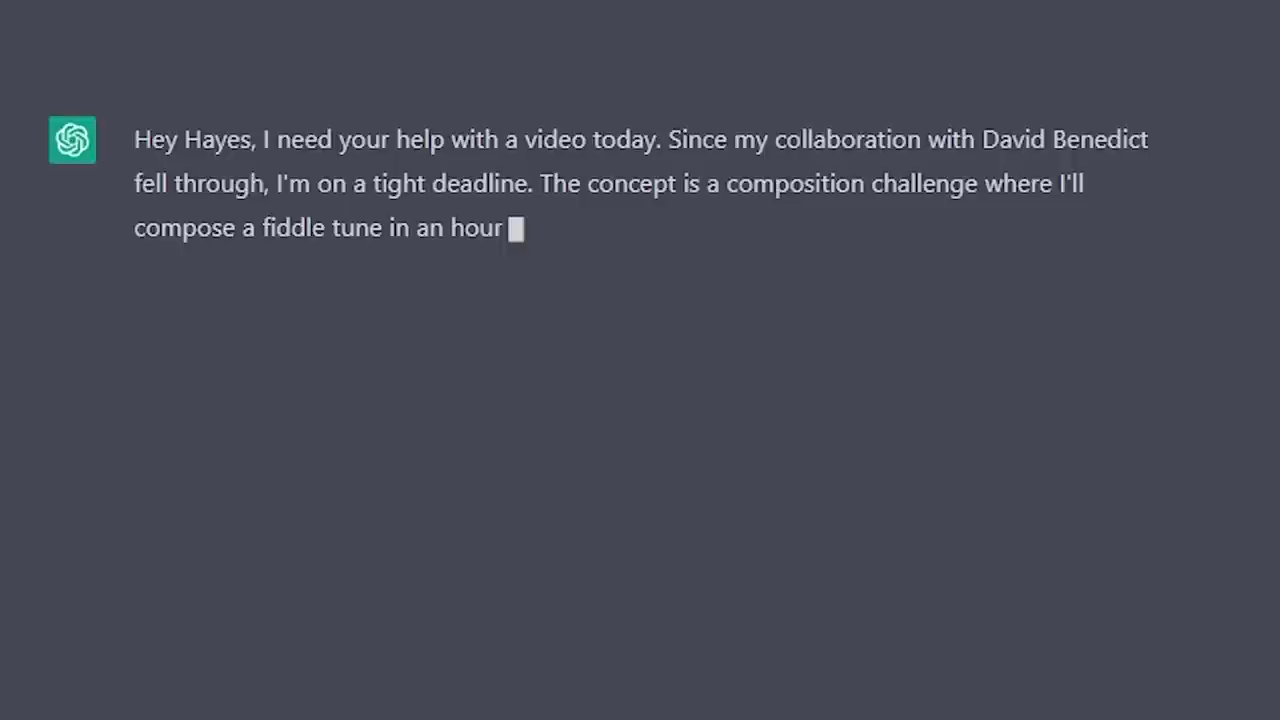 Hey Hayes, I need your help with a video today. Since my collaboration with David Benedict
fell through, I'm on a tight deadline. The concept is a composition challenge where I'll
compose a fiddle tune in an hour